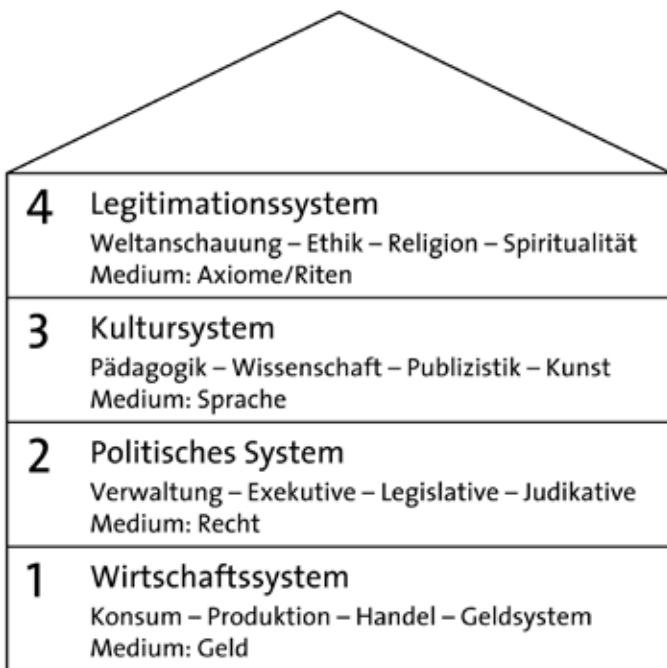 4 Legitimationssystem
Weltanschauung – Ethik – Religion – Spiritualität
Medium: Axiome/Riten
3 Kultursystem
Pädagogik – Wissenschaft – Publizistik – Kunst
Medium: Sprache
2 Politisches System
Verwaltung – Exekutive – Legislative – Judikative
Medium: Recht
1 Wirtschaftssystem
Konsum – Produktion – Handel – Geldsystem
Medium: Geld